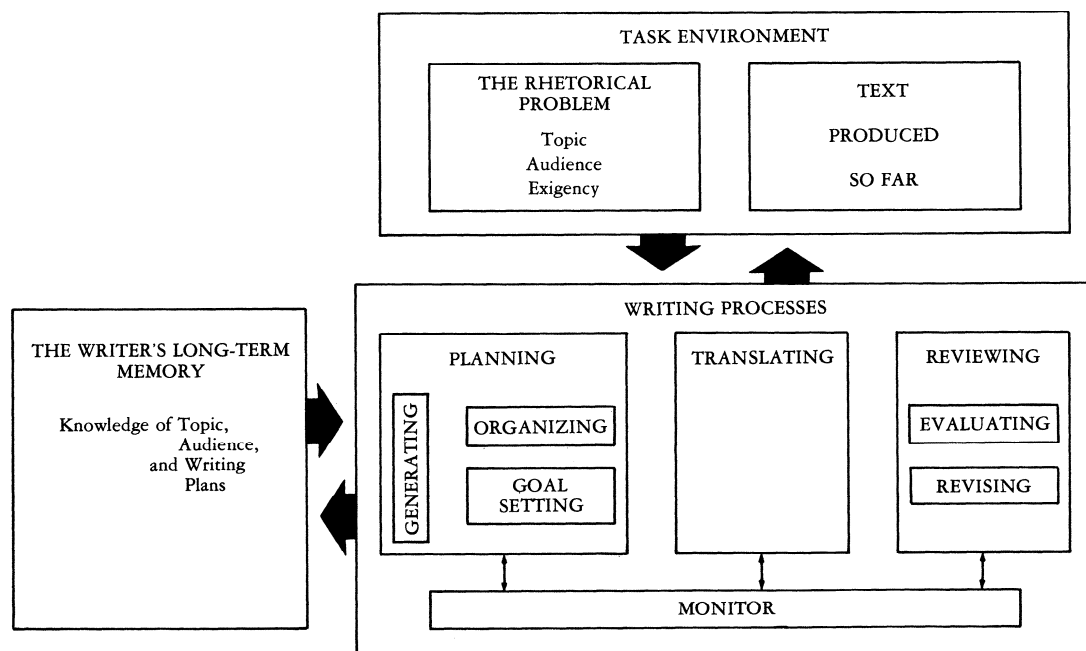 TASK ENVIRONMENT
THE RHETORICAL
PROBLEM
Topic
Audience
Exigency
TEXT
PRODUCED
SO FAR
THE WRITER'S LONG-TERM
MEMORY
Knowledge of Topic,
Audience,
and Writing
Plans
WRITING PROCESSES
PLANNING
GENERATING
ORGANIZING
GOAL
SETTING
TRANSLATING
REVIEWING
EVALUATING
REVISING
MONITOR